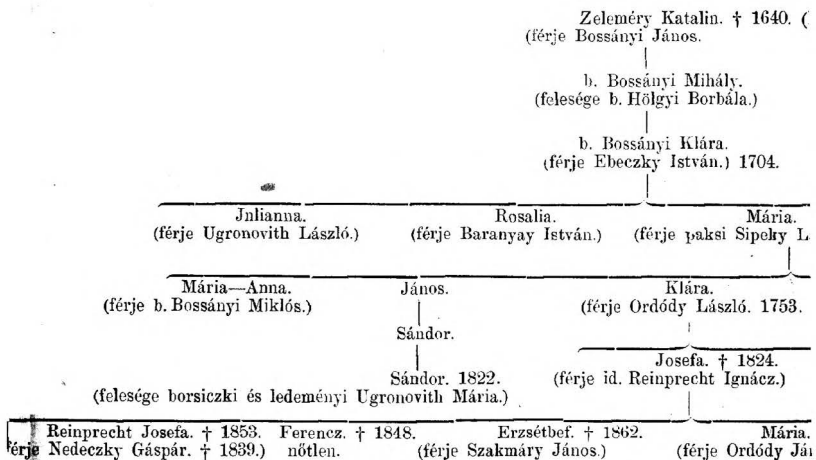 Zeleméry Katalin. † 1640. (
(férje Bossányi János.
b. Bossányi Mihály.
(felesége b. Hölgyi Borbála.)
b. Bossányi Klára.
(férje Ebeczky István.) 1704.
Julianna. Rosalia. Mária.
(férje Ugronovith László.) (férje Baranyay István.) (férje paksi Sipeky L
Mária—Anna. János. Klára.
(férje b. Bossányi Miklós.) (férje Ordódy László. 1753.
Sándor.
Josefa. † 1824.
Sándor. 1822. (férje id. Reinprecht Ignácz.)
(felesége borsiczki és ledeményi Ugronovith Mária.)
Reinprecht Josefa. † 1853. Ferencz. † 1848. Erzsétbef. † 1862. Mária.
férje Nedeczky Gáspár. † 1839.) nőtlen. (férje Szakmáry János.) (férje Ordódy Já